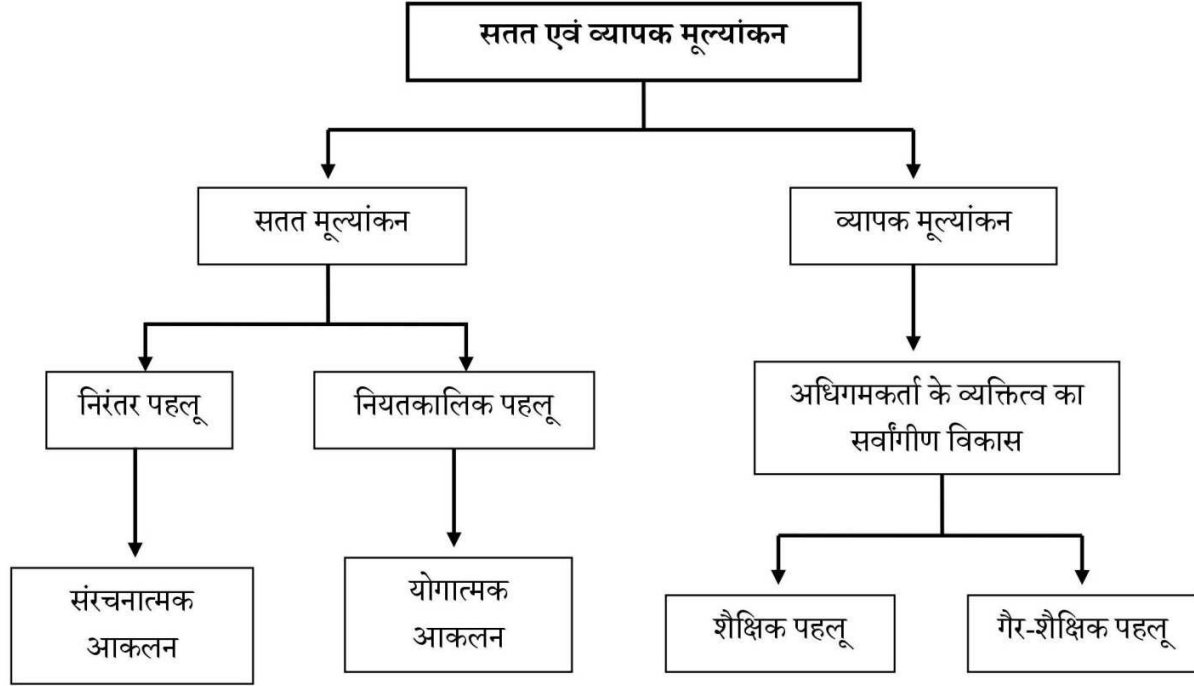 सतत एवं व्यापक मूल्यांकन
सतत मूल्यांकन
व्यापक मूल्यांकन
निरंतर पहलू
नियतकालिक पहलू
अधिगमकर्ता के व्यक्तित्व का
सर्वांगीण विकास
संरचनात्मक
आकलन
योगात्मक
आकलन
शैक्षिक पहलू
गैर-शैक्षिक पहलू